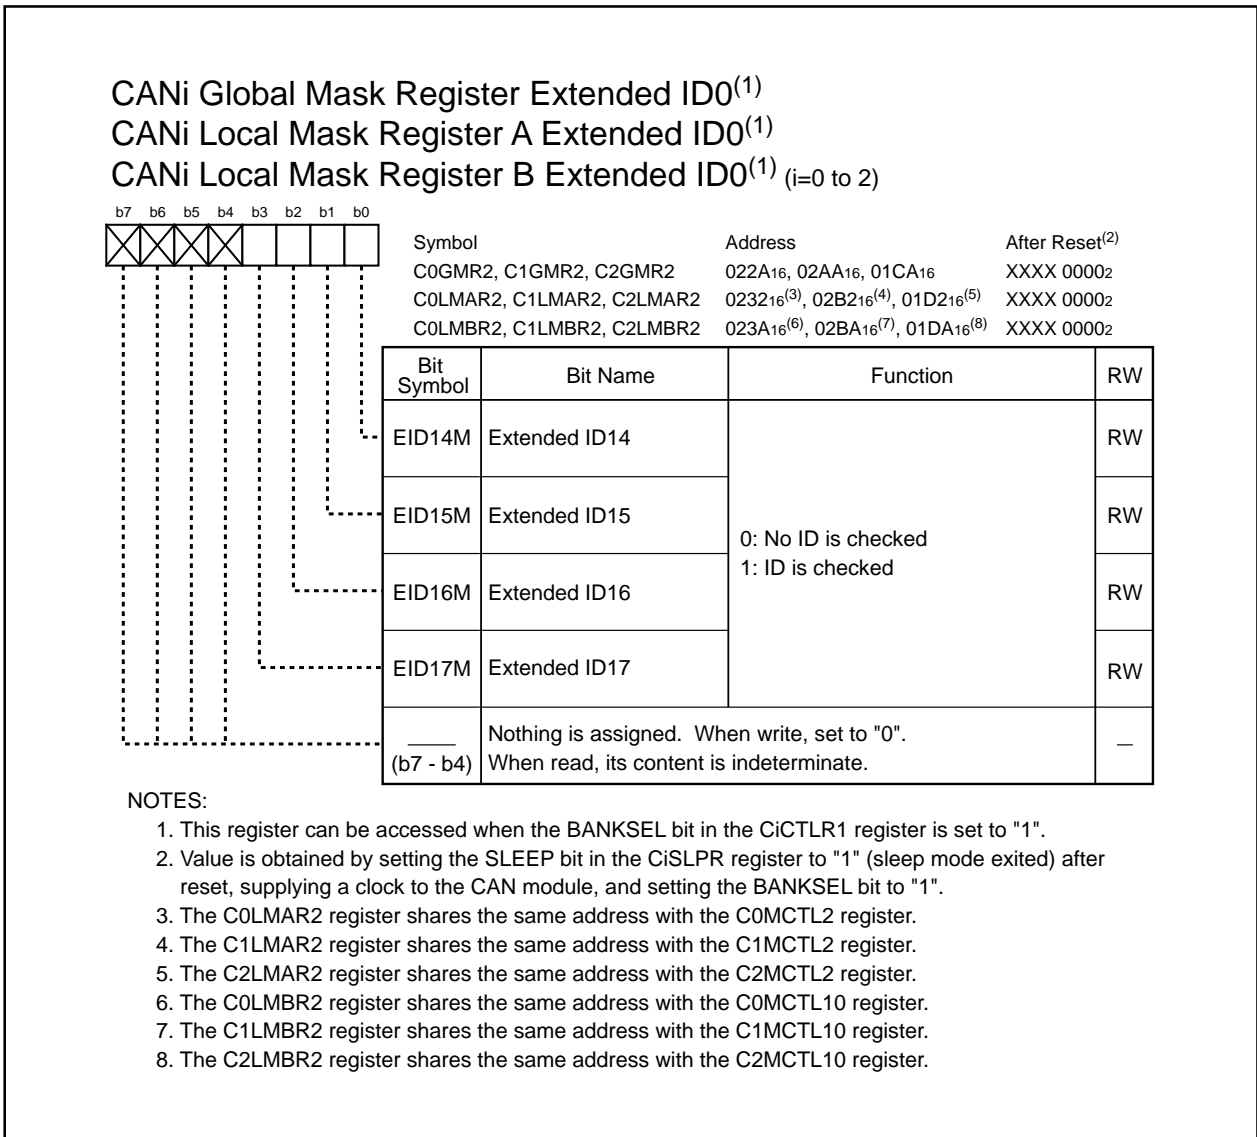 CANi Global Mask Register Extended ID0(1)
CANi Local Mask Register A Extended ID0(1)
CANi Local Mask Register B Extended ID0(1) (i=0 to 2)
b7 b6 b5 b4 b3 b2 b1 b0
Symbol Address After Reset(2)
C0GMR2, C1GMR2, C2GMR2 022A16, 02AA16, 01CA16 XXXX 00002
C0LMAR2, C1LMAR2, C2LMAR2 023216(3), 02B216(4), 01D216(5) XXXX 00002
C0LMBR2, C1LMBR2, C2LMBR2 023A16(6), 02BA16(7), 01DA16(8) XXXX 00002
Bit Symbol Bit Name Function RW
EID14M Extended ID14 RW
EID15M Extended ID15 RW
0: No ID is checked
1: ID is checked
EID16M Extended ID16 RW
EID17M Extended ID17 RW
Nothing is assigned. When write, set to "0".
(b7 - b4) When read, its content is indeterminate. —
NOTES:
1. This register can be accessed when the BANKSEL bit in the CiCTLR1 register is set to "1".
2. Value is obtained by setting the SLEEP bit in the CiSLPR register to "1" (sleep mode exited) after
reset, supplying a clock to the CAN module, and setting the BANKSEL bit to "1".
3. The C0LMAR2 register shares the same address with the C0MCTL2 register.
4. The C1LMAR2 register shares the same address with the C1MCTL2 register.
5. The C2LMAR2 register shares the same address with the C2MCTL2 register.
6. The C0LMBR2 register shares the same address with the C0MCTL10 register.
7. The C1LMBR2 register shares the same address with the C1MCTL10 register.
8. The C2LMBR2 register shares the same address with the C2MCTL10 register.